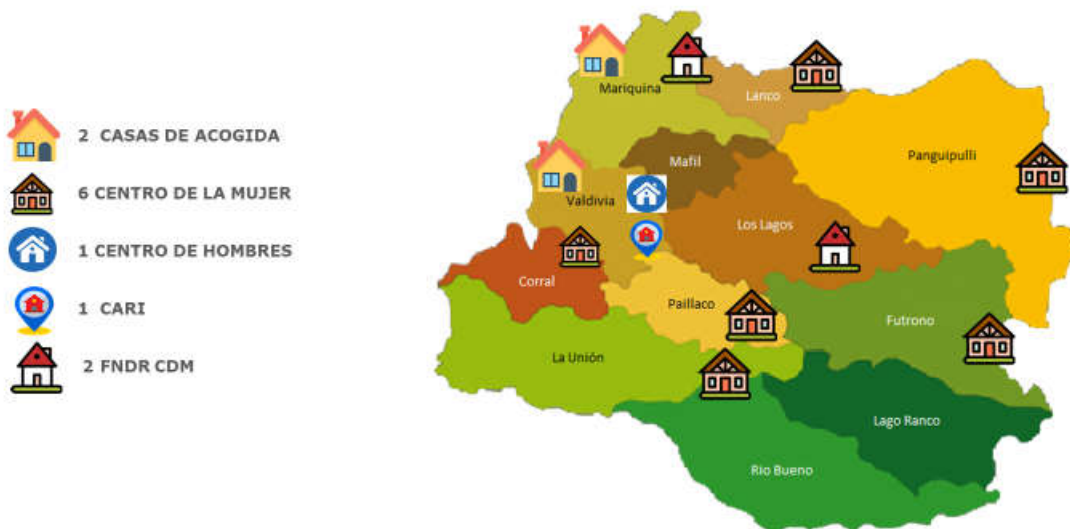 2 CASAS DE ACOGIDA
6 CENTRO DE LA MUJER
1 CENTRO DE HOMBRES
1 CARI
2 FNDR CDM
Mariquina
Lanco
Mafil
Panguipulli
Valdivia
Los Lagos
Corral
Paillaco
Futrono
La Unión
Lago Ranco
Rio Bueno